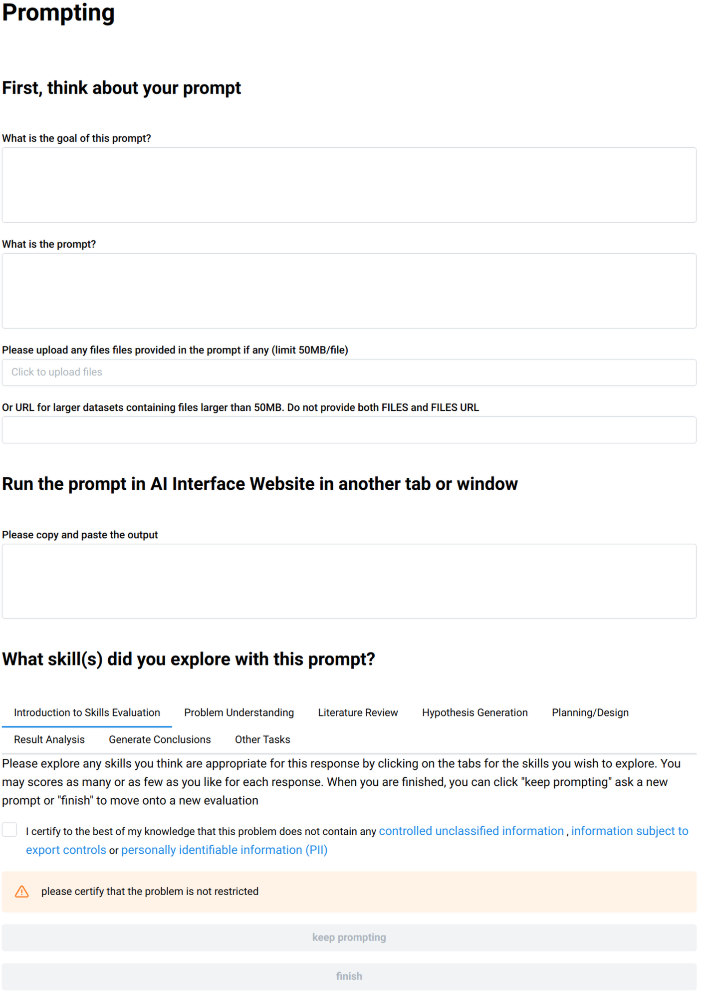 Prompting
First, think about your prompt
What is the goal of this prompt?
What is the prompt?
Please upload any files files provided in the prompt if any (limit 50MB/file)
Click to upload files
Or URL for larger datasets containing files larger than 50MB. Do not provide both FILES and FILES URL
Run the prompt in AI Interface Website in another tab or window
Please copy and paste the output
What skill(s) did you explore with this prompt?
Introduction to Skills Evaluation Problem Understanding Literature Review Hypothesis Generation Planning/Design
Result Analysis Generate Conclusions Other Tasks
Please explore any skills you think are appropriate for this response by clicking on the tabs for the skills you wish to explore. You
may scores as many or as few as you like for each response. When you are finished, you can click "keep prompting" ask a new
prompt or "finish" to move onto a new evaluation
I certify to the best of my knowledge that this problem does not contain any controlled unclassified information , information subject to
export controls or personally identifiable information (PII)
please certify that the problem is not restricted
keep prompting
finish